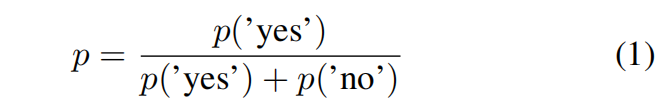 p = p('yes') / p('yes') + p('no') (1)